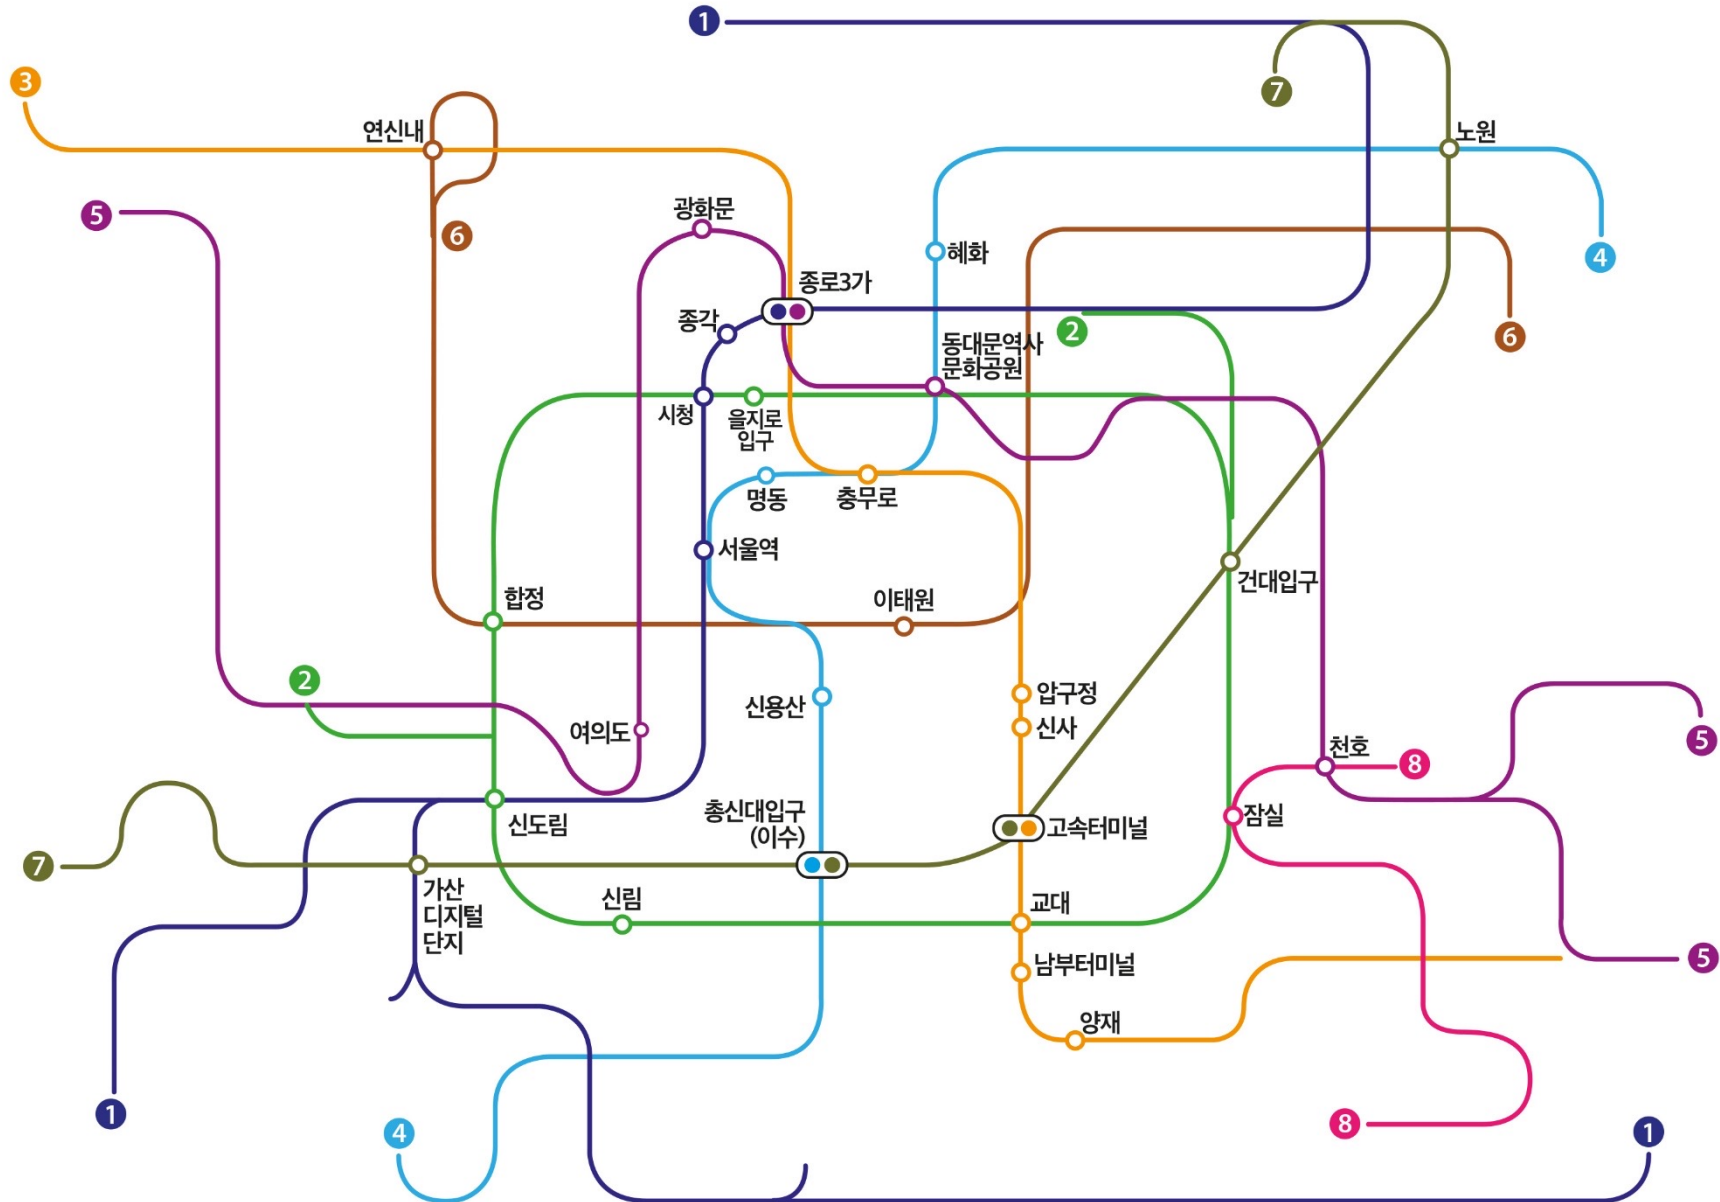 1
7
3
연신내
노원
5
광화문
6
혜화
4
종로3가
종각
2
6
동대문역사
문화공원
시청
을지로
입구
명동
충무로
서울역
건대입구
합정
이태원
2
압구정
신용산
신사
여의도
5
천호
8
총신대입구
(이수)
잠실
신도림
고속터미널
7
가산
디지털
단지
신림
교대
남부터미널
5
양재
1
4
8
1